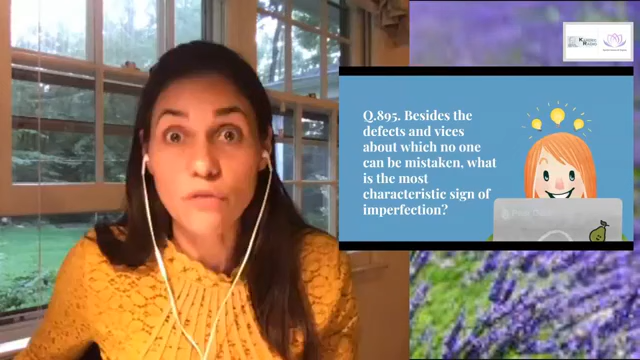 Q.895. Besides the
defects and vices
about which no one
can be mistaken, what
is the most
characteristic sign of
imperfection?